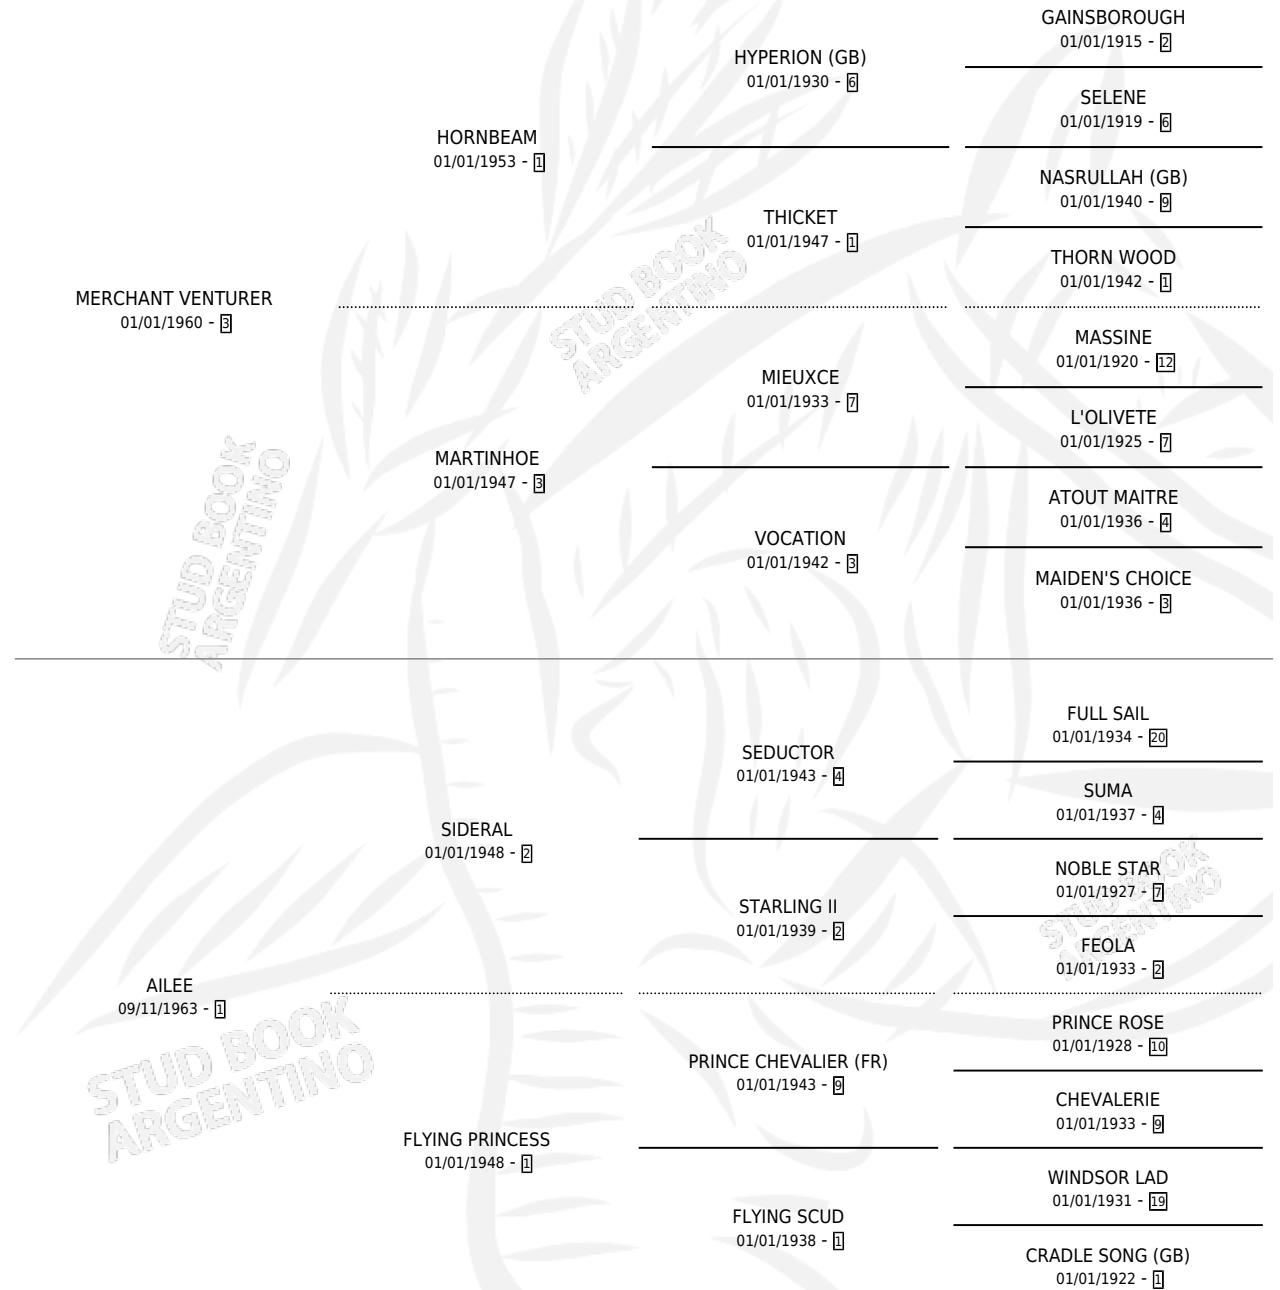 GAINSBOROUGH
01/01/1915 - 2
HYPERION (GB)
01/01/1930 - 6
SELENE
01/01/1919 - 6
HORNBEAM
01/01/1953 - 1
NASRULLAH (GB)
01/01/1940 - 9
THICKET
01/01/1947 - 1
THORN WOOD
01/01/1942 - 1
MERCHANT VENTURER
01/01/1960 - 3
MASSINE
01/01/1920 - 12
MIEUXCE
01/01/1933 - 7
L'OLIVETE
01/01/1925 - 7
MARTINHOE
01/01/1947 - 3
ATOUT MAITRE
01/01/1936 - 4
VOCATION
01/01/1942 - 3
MAIDEN'S CHOICE
01/01/1936 - 3
FULL SAIL
01/01/1934 - 20
SEDUCTOR
01/01/1943 - 4
SUMA
01/01/1937 - 4
SIDERAL
01/01/1948 - 2
NOBLE STAR
01/01/1927 - 7
STARLING II
01/01/1939 - 2
FEOLA
01/01/1933 - 2
AILEE
09/11/1963 - 1
PRINCE ROSE
01/01/1928 - 10
PRINCE CHEVALIER (FR)
01/01/1943 - 9
CHEVALERIE
01/01/1933 - 9
FLYING PRINCESS
01/01/1948 - 1
WINDSOR LAD
01/01/1931 - 19
FLYING SCUD
01/01/1938 - 1
CRADLE SONG (GB)
01/01/1922 - 1
STUD BOOK
ARGENTINO
STUD BOOK
ARGENTINO
STUD BOOK
ARGENTINO
STUD BOOK
ARGENTINO